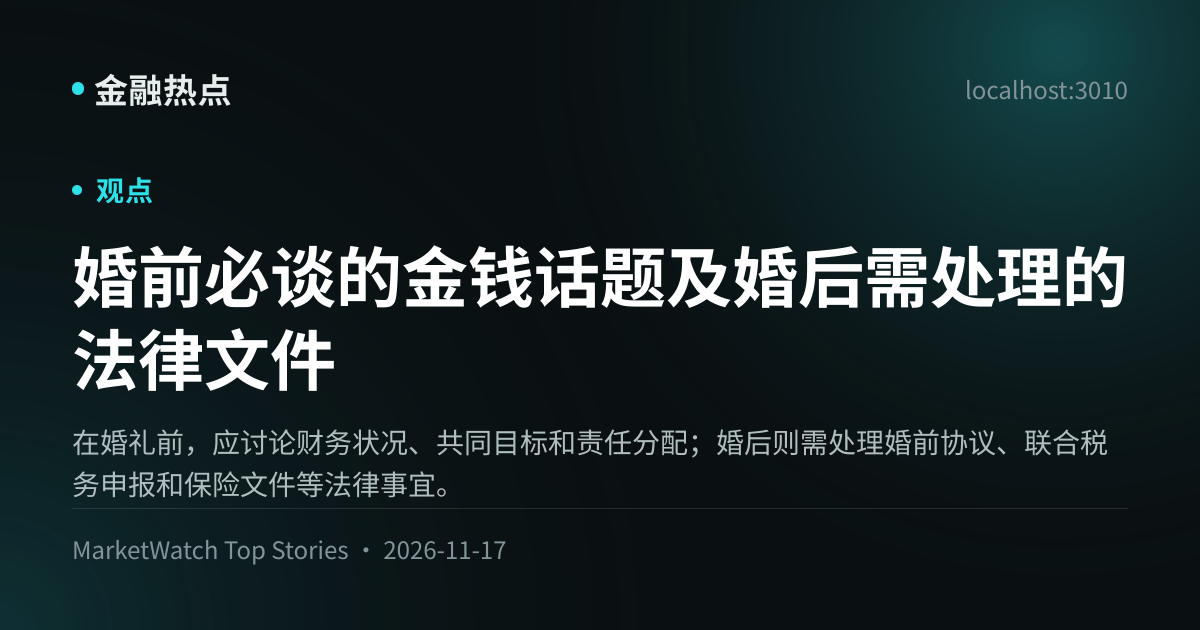 金融热点
localhost:3010
观点
婚前必谈的金钱话题及婚后需处理的
法律文件
在婚礼前，应讨论财务状况、共同目标和责任分配；婚后则需处理婚前协议、联合税
务申报和保险文件等法律事宜。
MarketWatch Top Stories · 2026-11-17